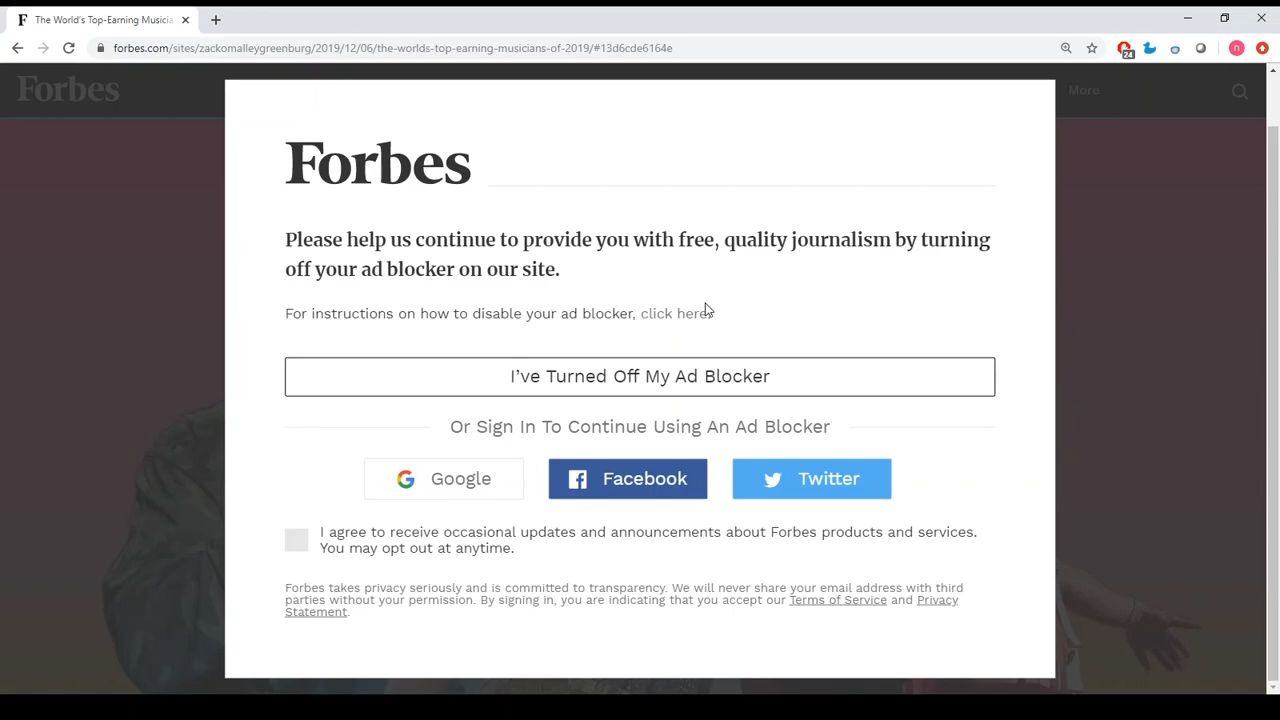 F The World's Top-Earning Musicia
forbes.com/sites/zackomalleygreenburg/2019/12/06/the-worlds-top-earning-musicians-of-2019/#13d6cde6164e
24
n
Forbes
More
Forbes
Please help us continue to provide you with free, quality journalism by turning
off your ad blocker on our site.
For instructions on how to disable your ad blocker, click here.
I've Turned Off My Ad Blocker
Or Sign In To Continue Using An Ad Blocker
Google
Facebook
Twitter
I agree to receive occasional updates and announcements about Forbes products and services.
You may opt out at anytime.
Forbes takes privacy seriously and is committed to transparency. We will never share your email address with third
parties without your permission. By signing in, you are indicating that you accept our Terms of Service and Privacy
Statement.